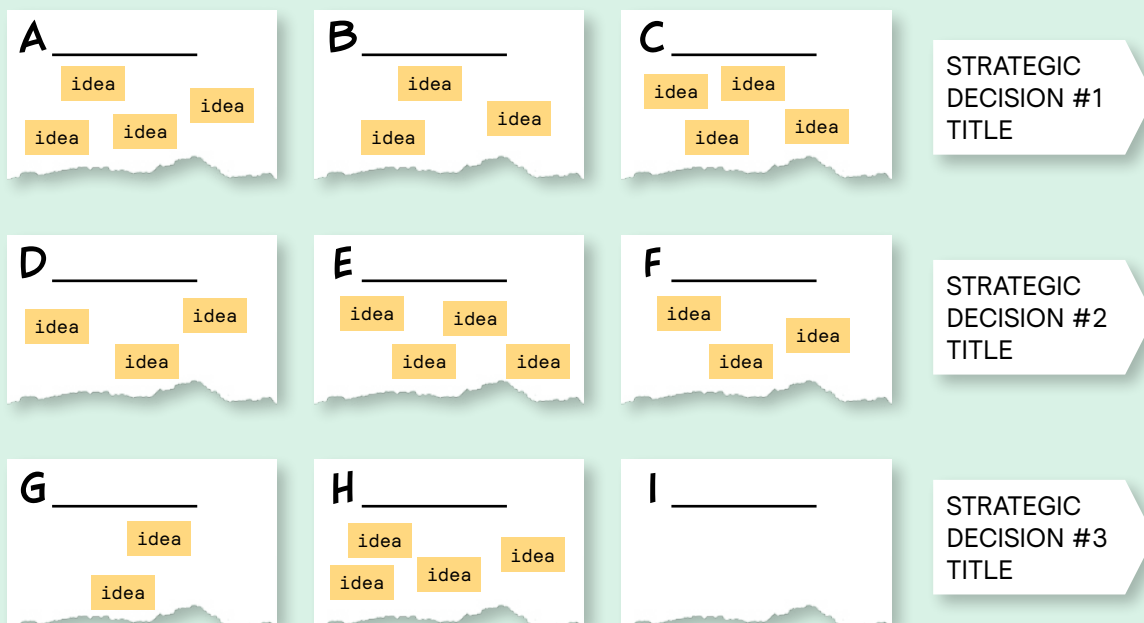 A
idea
idea
idea
idea
B
idea
idea
idea
C
idea
idea
idea
idea
STRATEGIC
DECISION #1
TITLE
D
idea
idea
idea
E
idea
idea
idea
idea
F
idea
idea
idea
STRATEGIC
DECISION #2
TITLE
G
idea
idea
H
idea
idea
idea
idea
I
STRATEGIC
DECISION #3
TITLE